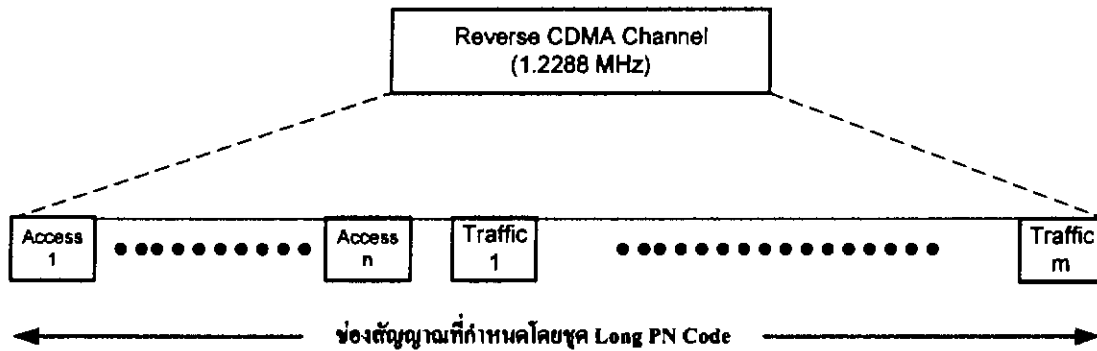 Reverse CDMA Channel
(1.2288 MHz)
Access
1
Access
n
Traffic
1
Traffic
m
ช่องสัญญาณที่กำหนดโดยชุด Long PN Code